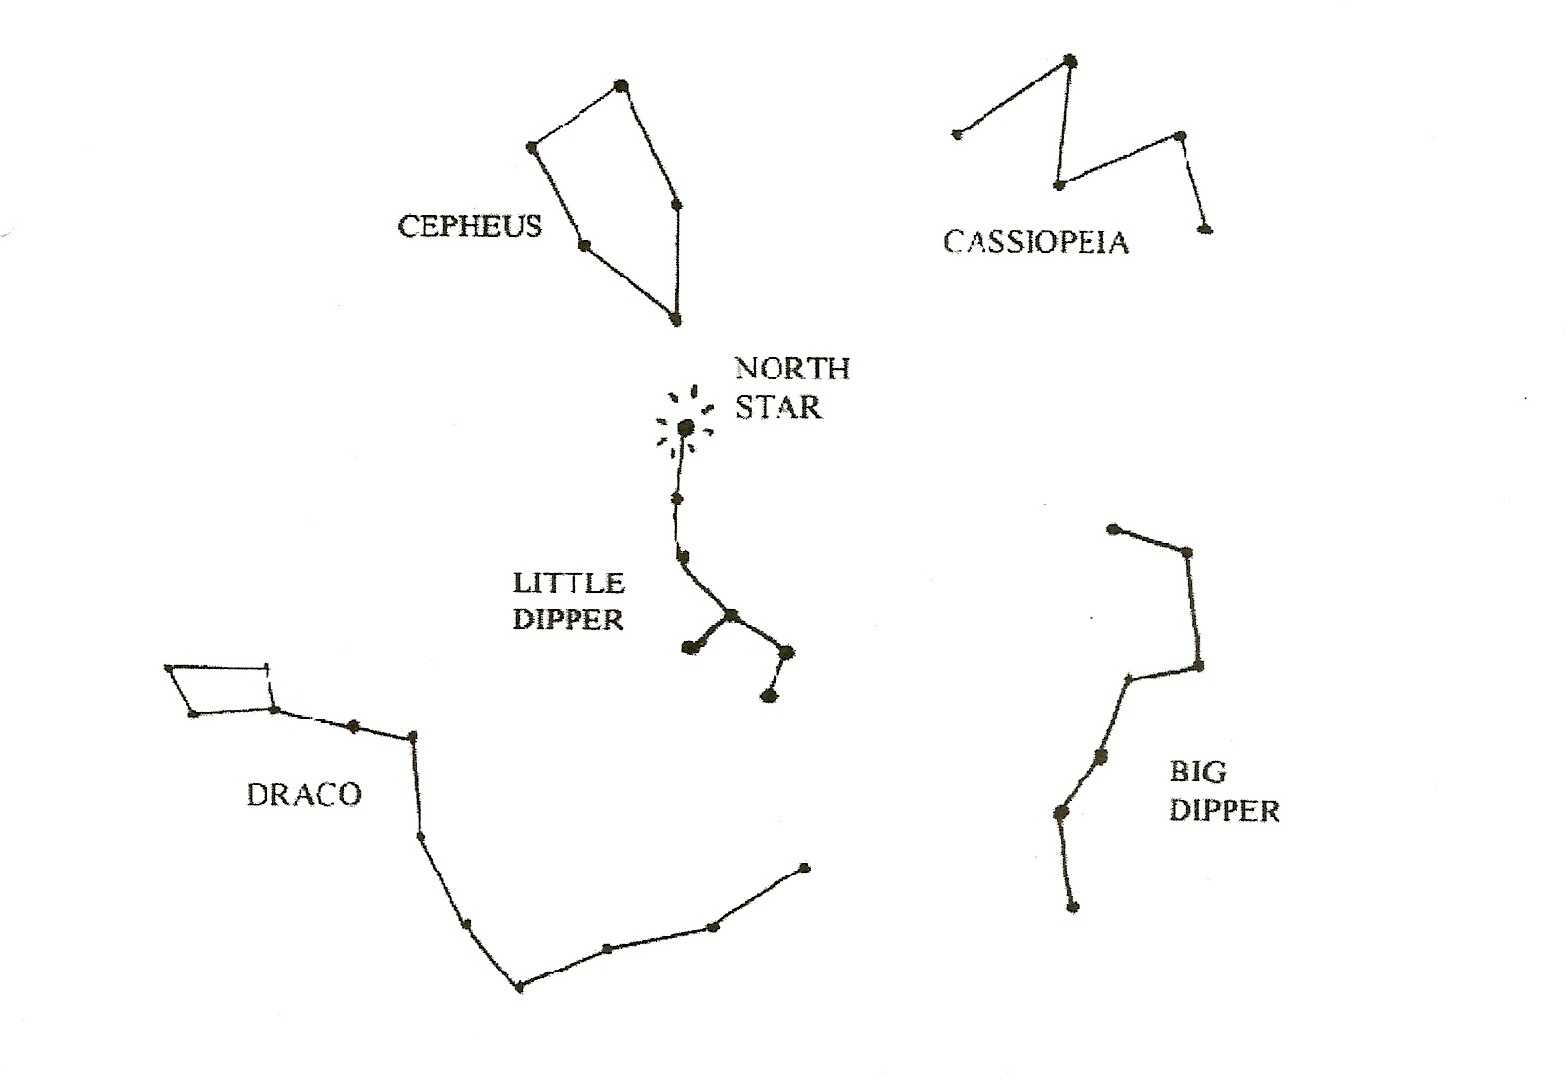 CEPHEUS
CASSIOPEIA
NORTH
STAR
LITTLE
DIPPER
DRACO
BIG
DIPPER